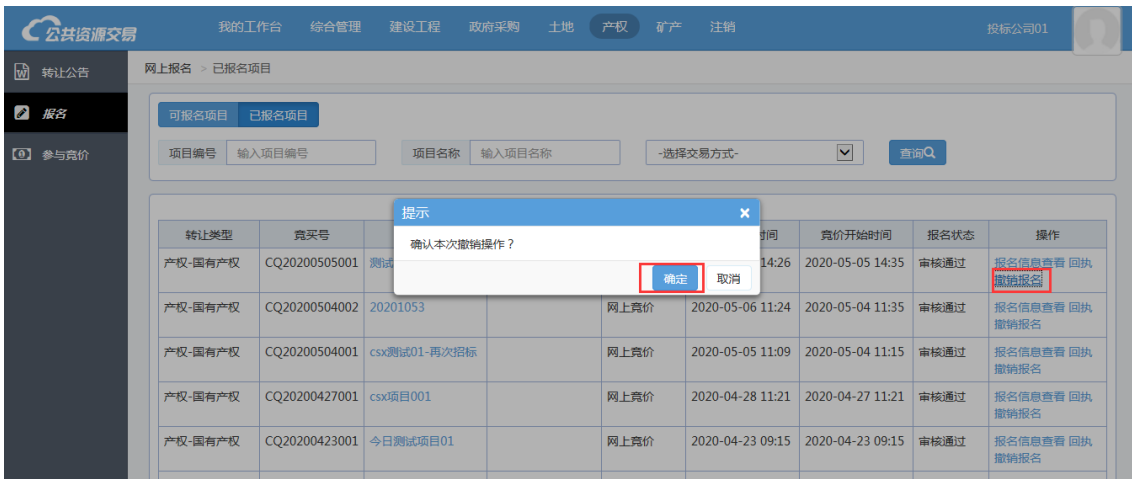 公共资源交易 我的工作台 综合管理 建设工程 政府采购 土地 产权 矿产 注销 投标公司01
转让公告
报名
参与竞价
网上报名 > 已报名项目
可报名项目 已报名项目
项目编号 输入项目编号 项目名称 输入项目名称 -选择交易方式- 查询
提示 ×
确认本次撤销操作？
确定 取消
转让类型 竞买号 时间 竞价开始时间 报名状态 操作
产权-国有产权 CQ20200505001 测试 14:26 2020-05-05 14:35 审核通过 报名信息查看 回执
撤销报名
产权-国有产权 CQ20200504002 20201053 网上竞价 2020-05-06 11:24 2020-05-04 11:35 审核通过 报名信息查看 回执
撤销报名
产权-国有产权 CQ20200504001 csx测试01-再次招标 网上竞价 2020-05-05 11:09 2020-05-04 11:15 审核通过 报名信息查看 回执
撤销报名
产权-国有产权 CQ20200427001 csx项目001 网上竞价 2020-04-28 11:21 2020-04-27 11:21 审核通过 报名信息查看 回执
撤销报名
产权-国有产权 CQ20200423001 今日测试项目01 网上竞价 2020-04-23 09:15 2020-04-23 09:15 审核通过 报名信息查看 回执
撤销报名